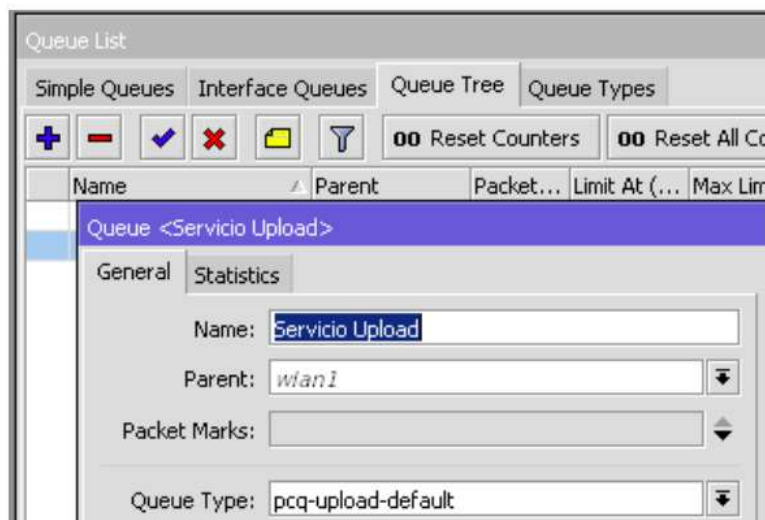 Queue List
Simple Queues Interface Queues Queue Tree Queue Types
00 Reset Counters 00 Reset All Co
Name Parent Packet... Limit At (... Max Lim
Queue <Servicio Upload>
General Statistics
Name: Servicio Upload
Parent: wlan1
Packet Marks:
Queue Type: pcq-upload-default